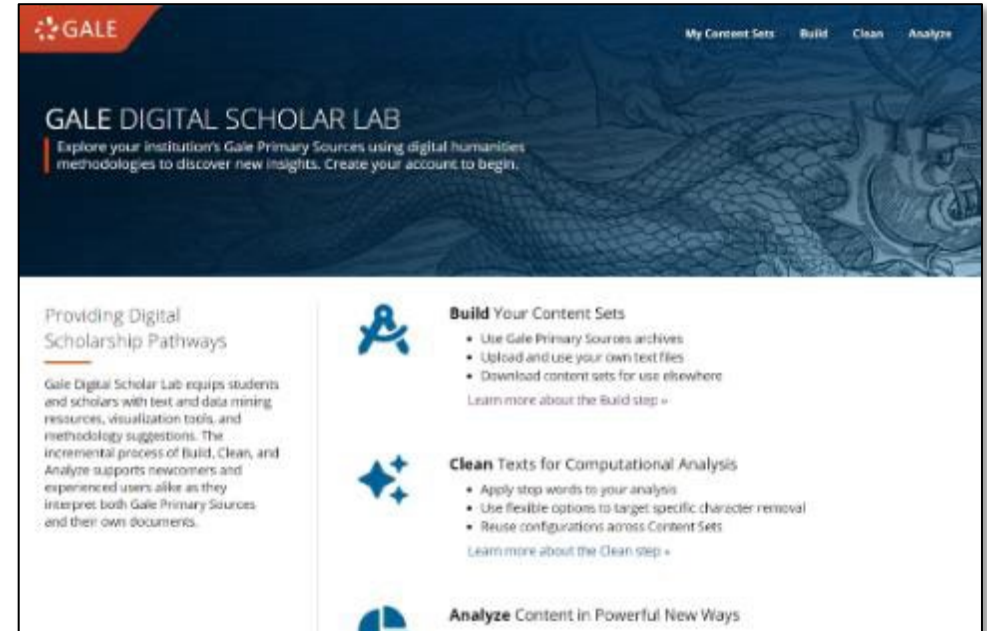 GALE
My Content Sets Build Clean Analyze
GALE DIGITAL SCHOLAR LAB
Explore your institution's Gale Primary Sources using digital humanities
methodologies to discover new insights. Create your account to begin.
Providing Digital
Scholarship Pathways
Gale Digital Scholar Lab equips students
and scholars with text and data mining
resources, visualization tools, and
methodology suggestions. The
incremental process of Build, Clean, and
Analyze supports newcomers and
experienced users alike as they
interpret both Gale Primary Sources
and their own documents.
Build Your Content Sets
• Use Gale Primary Sources archives
• Upload and use your own text files
• Download content sets for use elsewhere
Learn more about the Build step »
Clean Texts for Computational Analysis
• Apply stop words to your analysis
• Use flexible options to target specific character removal
• Reuse configurations across Content Sets
Learn more about the Clean step »
Analyze Content in Powerful New Ways